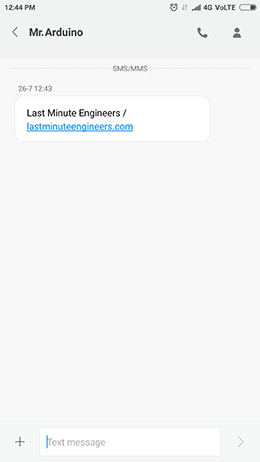 12:44 PM 4G VoLTE
Mr.Arduino
SMS/MMS
26-7 12:43
Last Minute Engineers /
lastminuteengineers.com
Text message